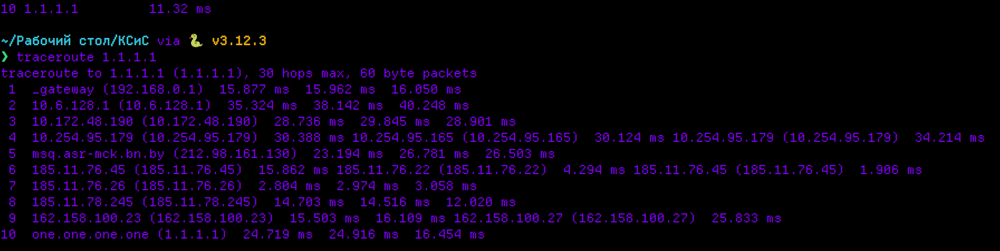 10 1.1.1.1         11.32 ms
~/Рабочий стол/КСиС via 🐍 v3.12.3
❯ traceroute 1.1.1.1
traceroute to 1.1.1.1 (1.1.1.1), 30 hops max, 60 byte packets
 1  _gateway (192.168.0.1)  15.877 ms  15.962 ms  16.050 ms
 2  10.6.128.1 (10.6.128.1)  35.324 ms  38.142 ms  40.248 ms
 3  10.172.48.190 (10.172.48.190)  28.736 ms  29.845 ms  28.901 ms
 4  10.254.95.179 (10.254.95.179)  30.388 ms 10.254.95.165 (10.254.95.165)  30.124 ms 10.254.95.179 (10.254.95.179)  34.214 ms
 5  msq.asr-mck.bn.by (212.98.161.130)  23.194 ms  26.781 ms  26.503 ms
 6  185.11.76.45 (185.11.76.45)  15.862 ms 185.11.76.22 (185.11.76.22)  4.294 ms 185.11.76.45 (185.11.76.45)  1.906 ms
 7  185.11.76.26 (185.11.76.26)  2.804 ms  2.974 ms  3.058 ms
 8  185.11.78.245 (185.11.78.245)  14.703 ms  14.516 ms  12.020 ms
 9  162.158.100.23 (162.158.100.23)  15.503 ms  16.109 ms 162.158.100.27 (162.158.100.27)  25.833 ms
10  one.one.one.one (1.1.1.1)  24.719 ms  24.916 ms  16.454 ms